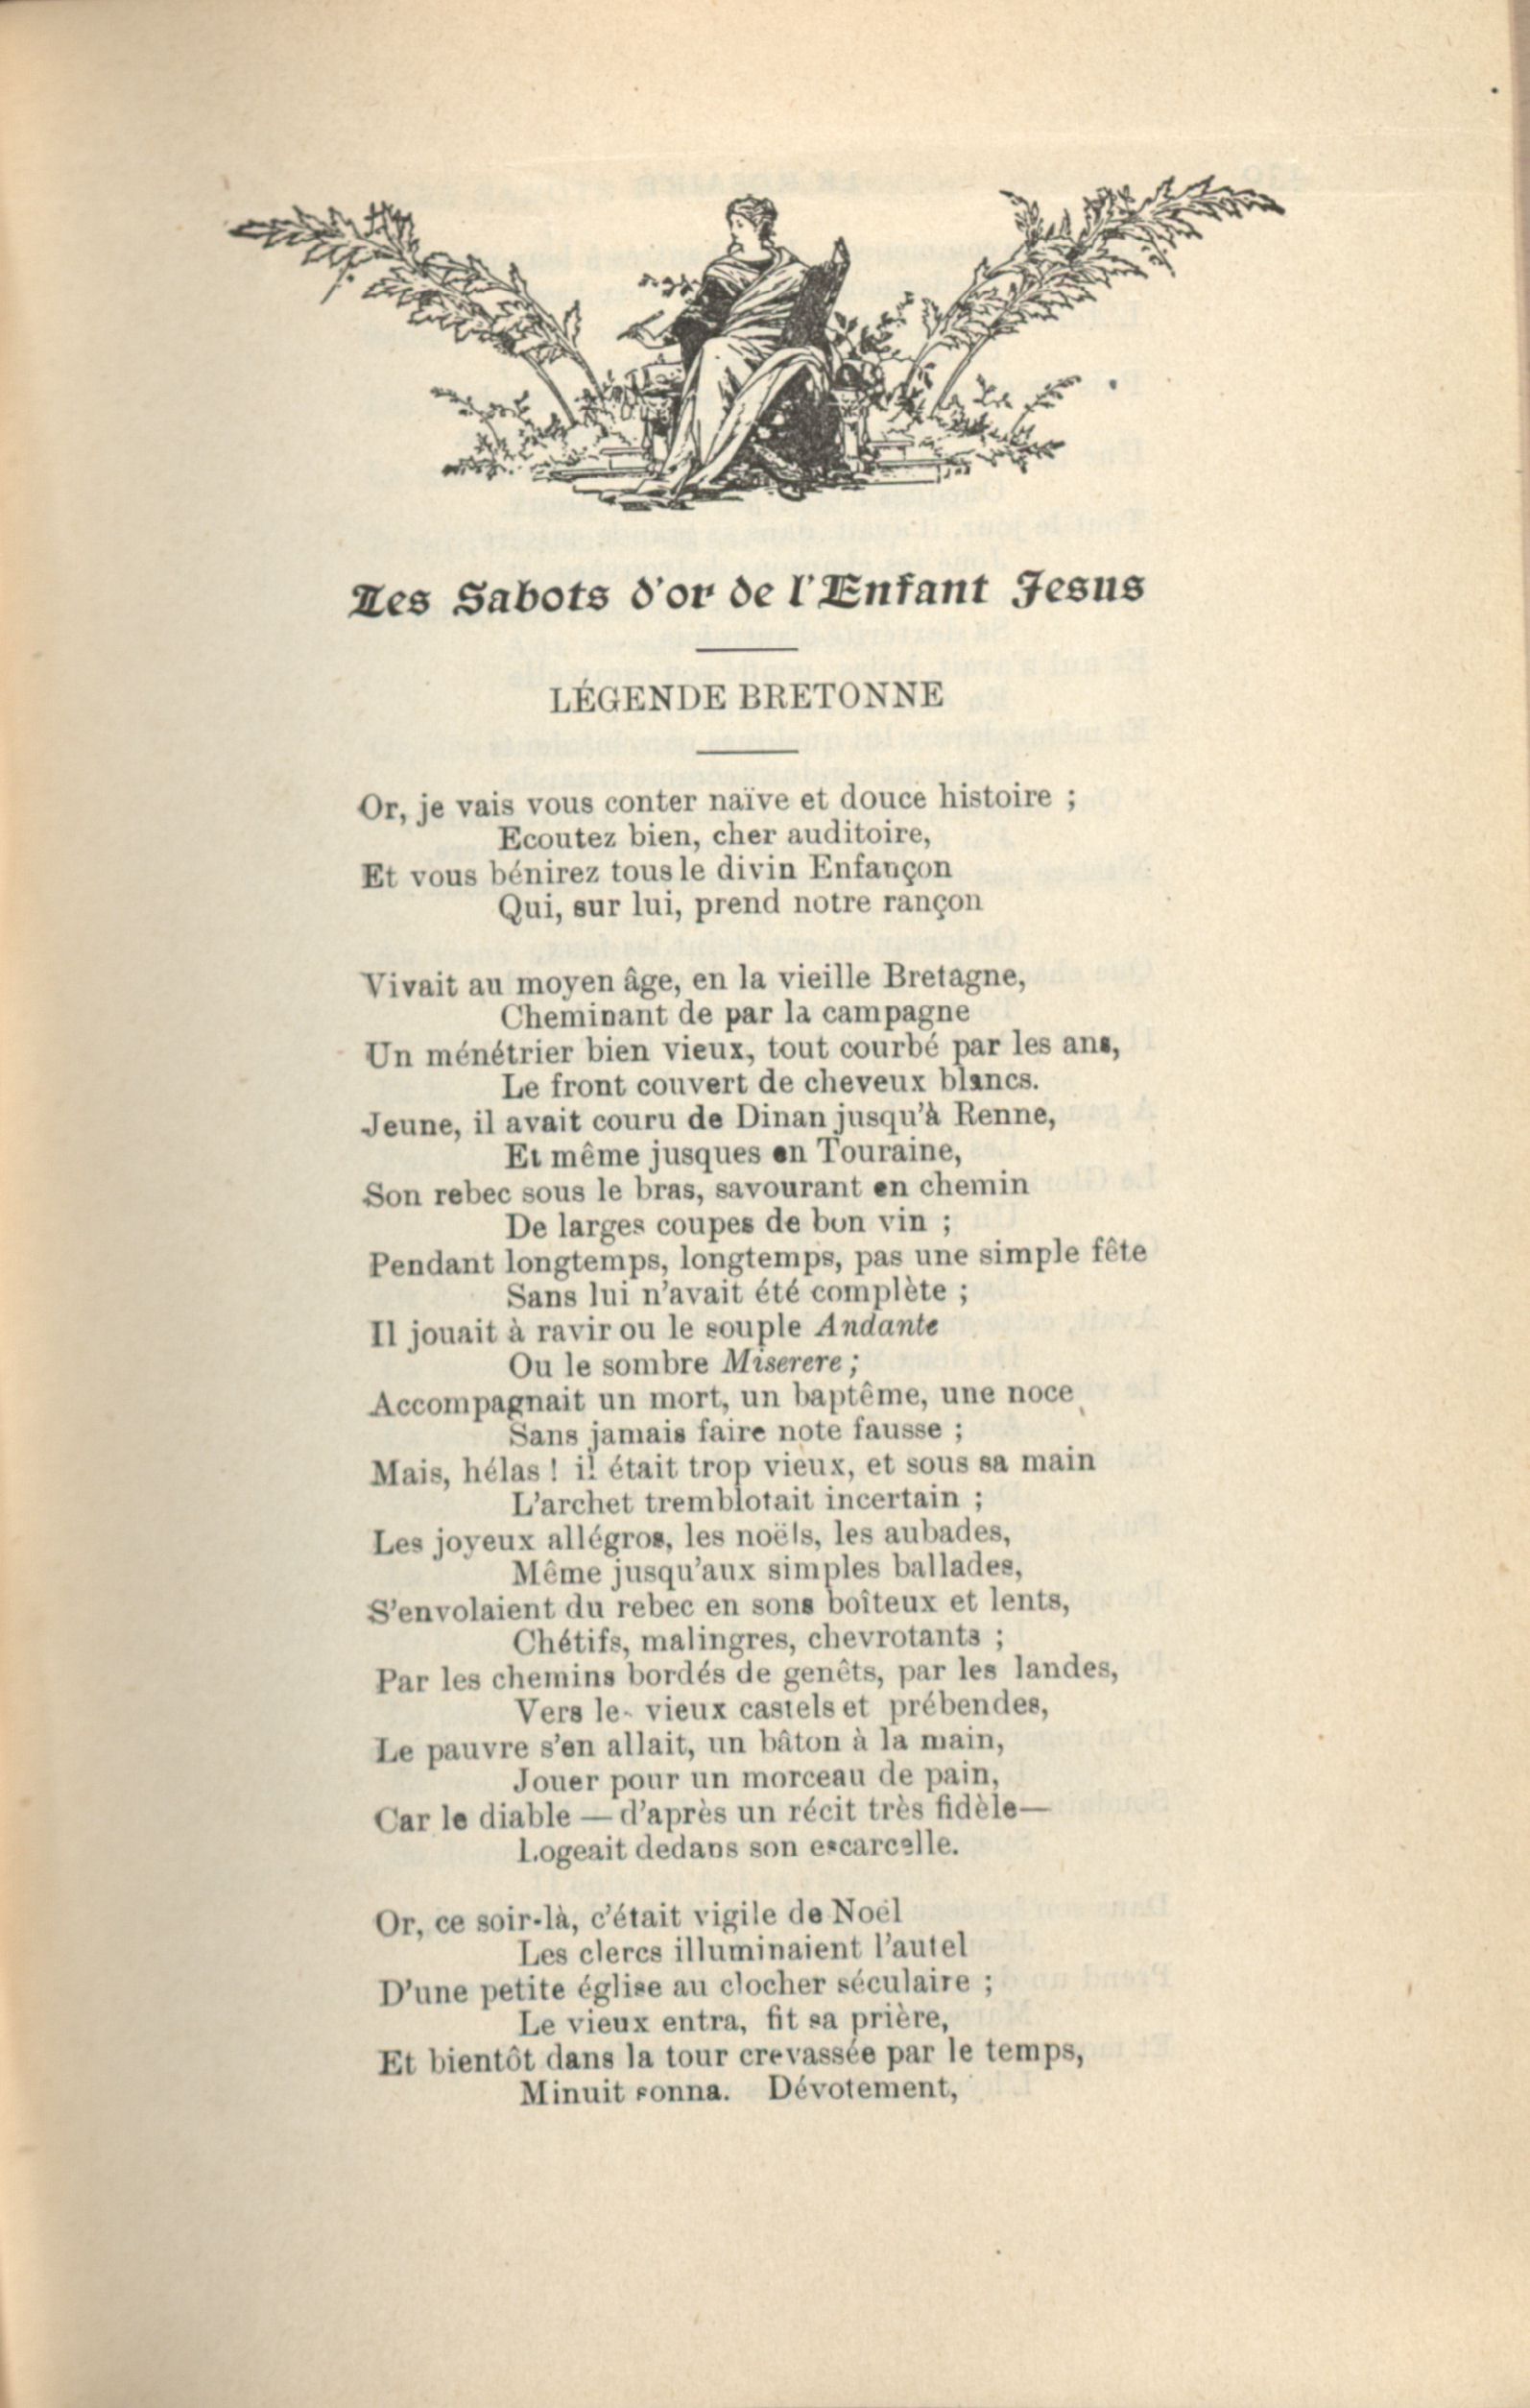 Les Sabots d'or de l'Enfant Jesus
LÉGENDE BRETONNE
Or, je vais vous conter naïve et douce histoire ;
Ecoutez bien, cher auditoire,
Et vous bénirez tous le divin Enfançon
Qui, sur lui, prend notre rançon
Vivait au moyen âge, en la vieille Bretagne,
Cheminant de par la campagne
Un ménétrier bien vieux, tout courbé par les ans,
Le front couvert de cheveux blancs.
Jeune, il avait couru de Dinan jusqu'à Renne,
Et même jusques en Touraine,
Son rebec sous le bras, savourant en chemin
De larges coupes de bon vin ;
Pendant longtemps, longtemps, pas une simple fête
Sans lui n'avait été complète ;
Il jouait à ravir ou le souple Andante
Ou le sombre Miserere ;
Accompagnait un mort, un baptême, une noce
Sans jamais faire note fausse ;
Mais, hélas ! il était trop vieux, et sous sa main
L'archet tremblotait incertain ;
Les joyeux allégros, les noëls, les aubades,
Même jusqu'aux simples ballades,
S'envolaient du rebec en sons boîteux et lents,
Chétifs, malingres, chevrotants ;
Par les chemins bordés de genêts, par les landes,
Vers les vieux castels et prébendes,
Le pauvre s'en allait, un bâton à la main,
Jouer pour un morceau de pain,
Car le diable — d'après un récit très fidèle—
Logeait dedans son escarcelle.
Or, ce soir-là, c'était vigile de Noël
Les clercs illuminaient l'autel
D'une petite église au clocher séculaire ;
Le vieux entra, fit sa prière,
Et bientôt dans la tour crevassée par le temps,
Minuit sonna. Dévotement,